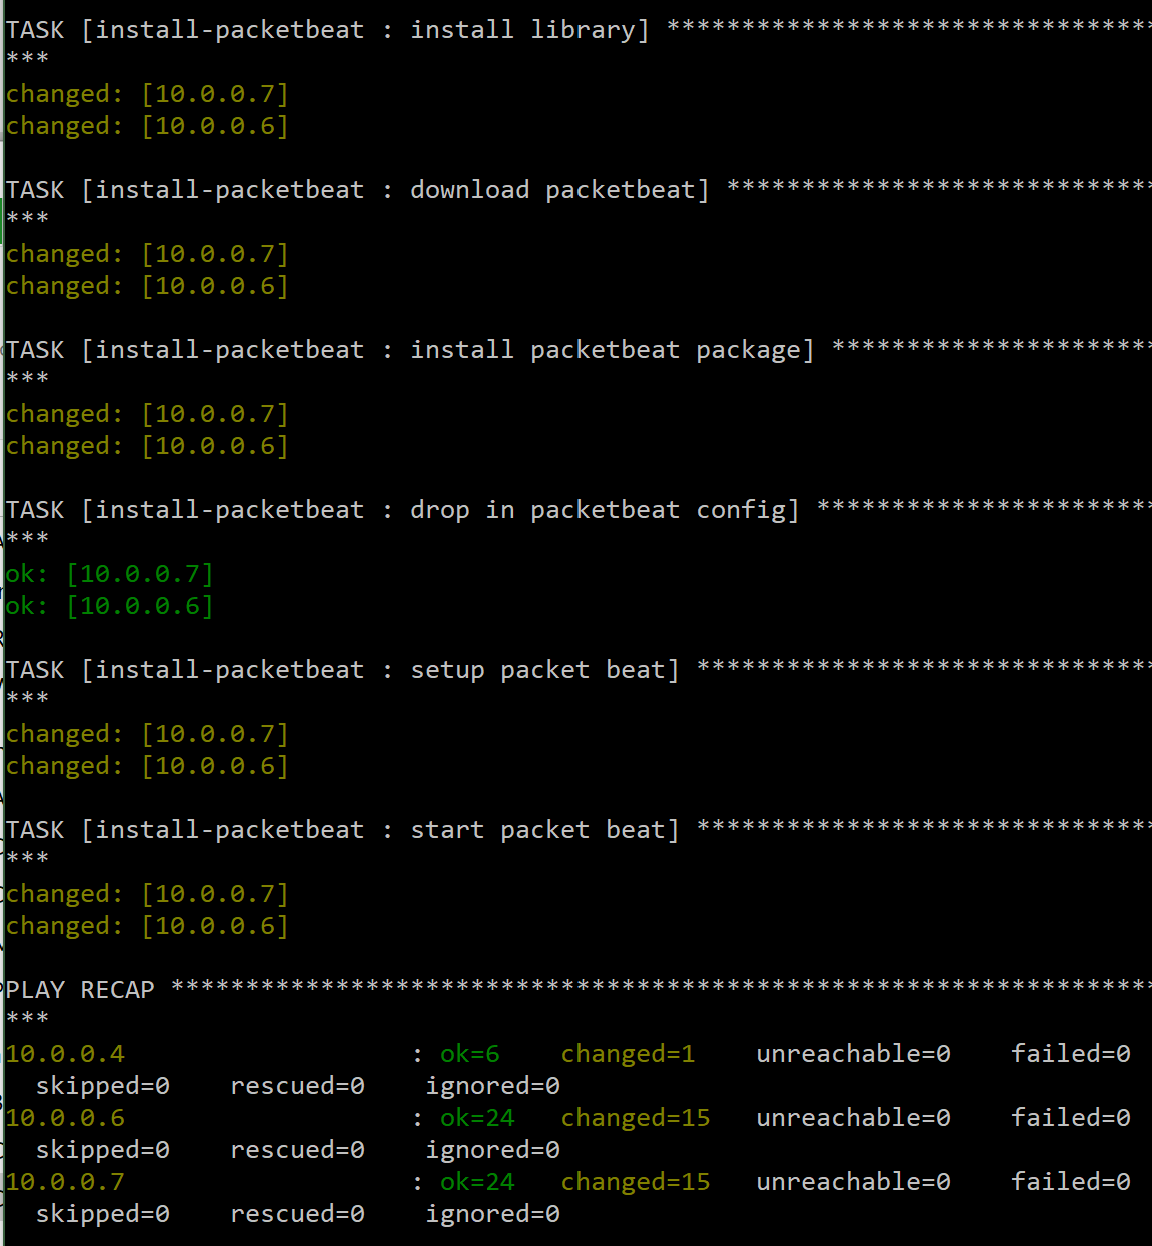 TASK [install-packetbeat : install library] *********************************
***
changed: [10.0.0.7]
changed: [10.0.0.6]
TASK [install-packetbeat : download packetbeat] *****************************
***
changed: [10.0.0.7]
changed: [10.0.0.6]
TASK [install-packetbeat : install packetbeat package] **********************
***
changed: [10.0.0.7]
changed: [10.0.0.6]
TASK [install-packetbeat : drop in packetbeat config] ***********************
***
ok: [10.0.0.7]
ok: [10.0.0.6]
TASK [install-packetbeat : setup packet beat] *******************************
***
changed: [10.0.0.7]
changed: [10.0.0.6]
TASK [install-packetbeat : start packet beat] *******************************
***
changed: [10.0.0.7]
changed: [10.0.0.6]
PLAY RECAP ******************************************************************
***
10.0.0.4                   : ok=6    changed=1    unreachable=0    failed=0
  skipped=0    rescued=0    ignored=0
10.0.0.6                   : ok=24   changed=15   unreachable=0    failed=0
  skipped=0    rescued=0    ignored=0
10.0.0.7                   : ok=24   changed=15   unreachable=0    failed=0
  skipped=0    rescued=0    ignored=0